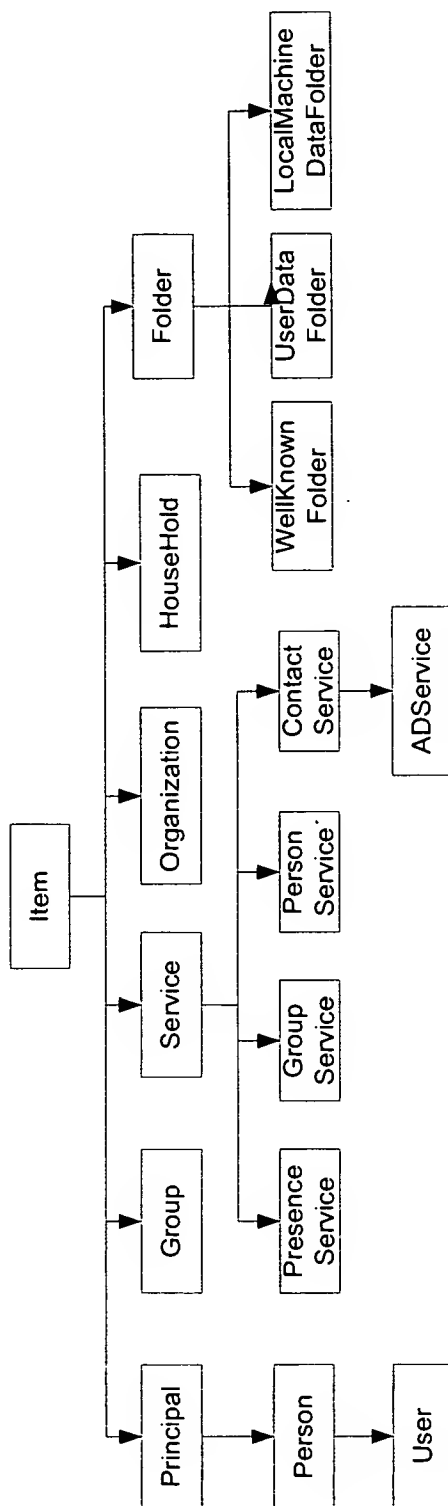 Item
Principal
Group
Service
Organization
HouseHold
Folder
Person
Presence
Service
Group
Service
Person
Service
Contact
Service
WellKnown
Folder
UserData
Folder
LocalMachine
DataFolder
User
ADService